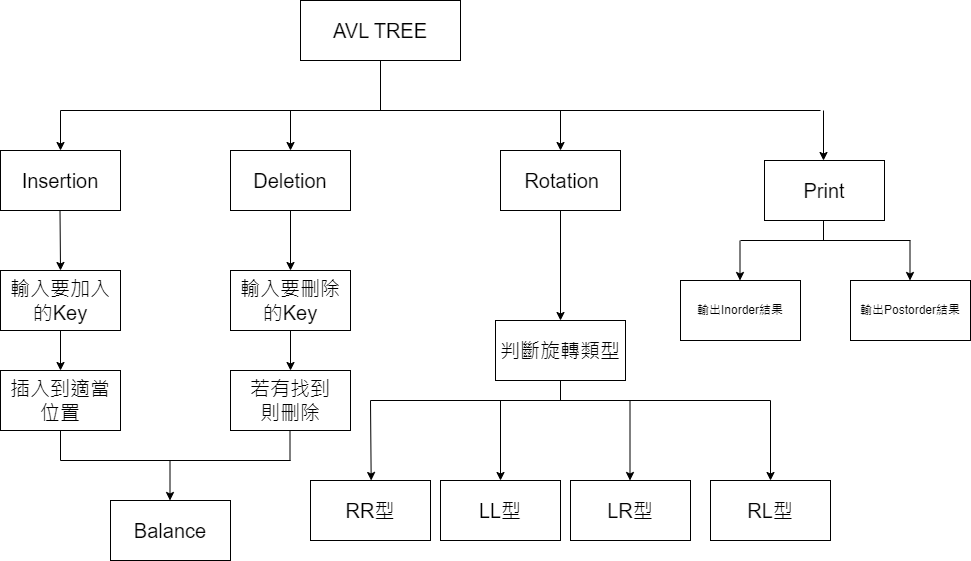 AVL TREE
Insertion
Deletion
Rotation
Print
輸入要加入
的Key
輸入要刪除
的Key
輸出Inorder結果
輸出Postorder結果
判斷旋轉類型
插入到適當
位置
若有找到
則刪除
RR型
LL型
LR型
RL型
Balance